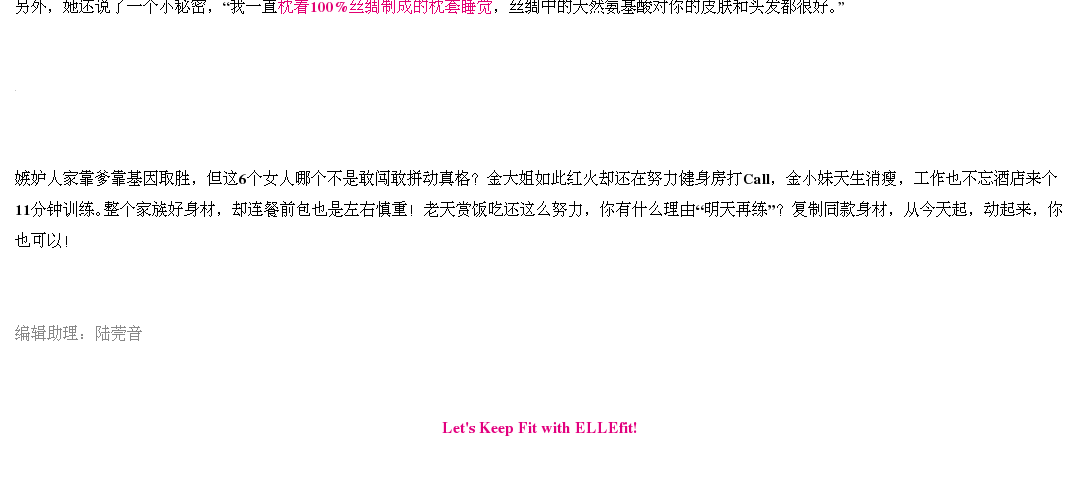 另外，她还说了一个小秘密，“我一直枕着100%丝绸制成的枕套睡觉，丝绸中的天然氨基酸对你的皮肤和头发都很好。”
嫉妒人家靠爹靠基因取胜，但这6个女人哪个不是敢闯敢拼动真格？金大姐如此红火却还在努力健身房打Call，金小妹天生消瘦，工作也不忘酒店来个
11分钟训练。整个家族好身材，却连餐前包也是左右慎重！老天赏饭吃还这么努力，你有什么理由“明天再练”？复制同款身材，从今天起，动起来，你
也可以！
编辑助理：陆莞音
Let's Keep Fit with ELLEfit!